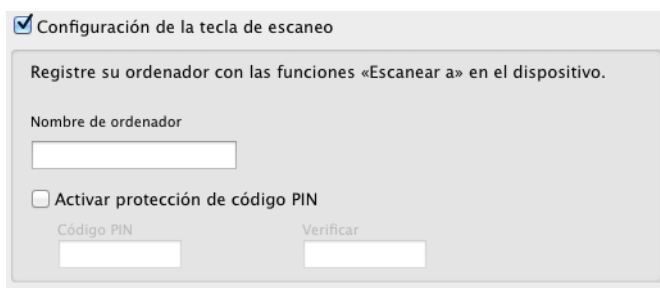 Configuración de la tecla de escaneo
Registre su ordenador con las funciones «Escanear a» en el dispositivo.
Nombre de ordenador
Activar protección de código PIN
Código PIN Verificar